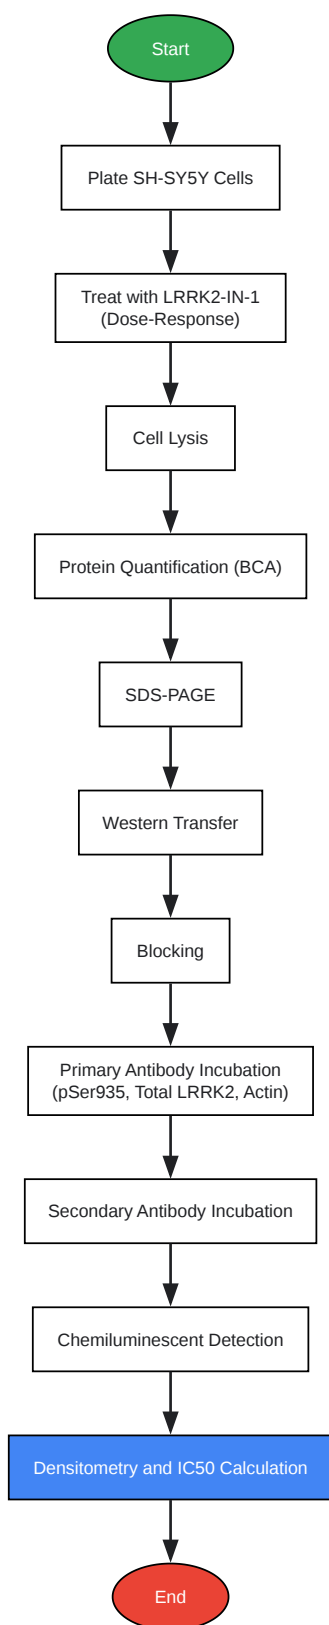 Start
Plate SH-SY5Y Cells
Treat with LRRK2-IN-1
(Dose-Response)
Cell Lysis
Protein Quantification (BCA)
SDS-PAGE
Western Transfer
Blocking
Primary Antibody Incubation
(pSer935, Total LRRK2, Actin)
Secondary Antibody Incubation
Chemiluminescent Detection
Densitometry and IC50 Calculation
End